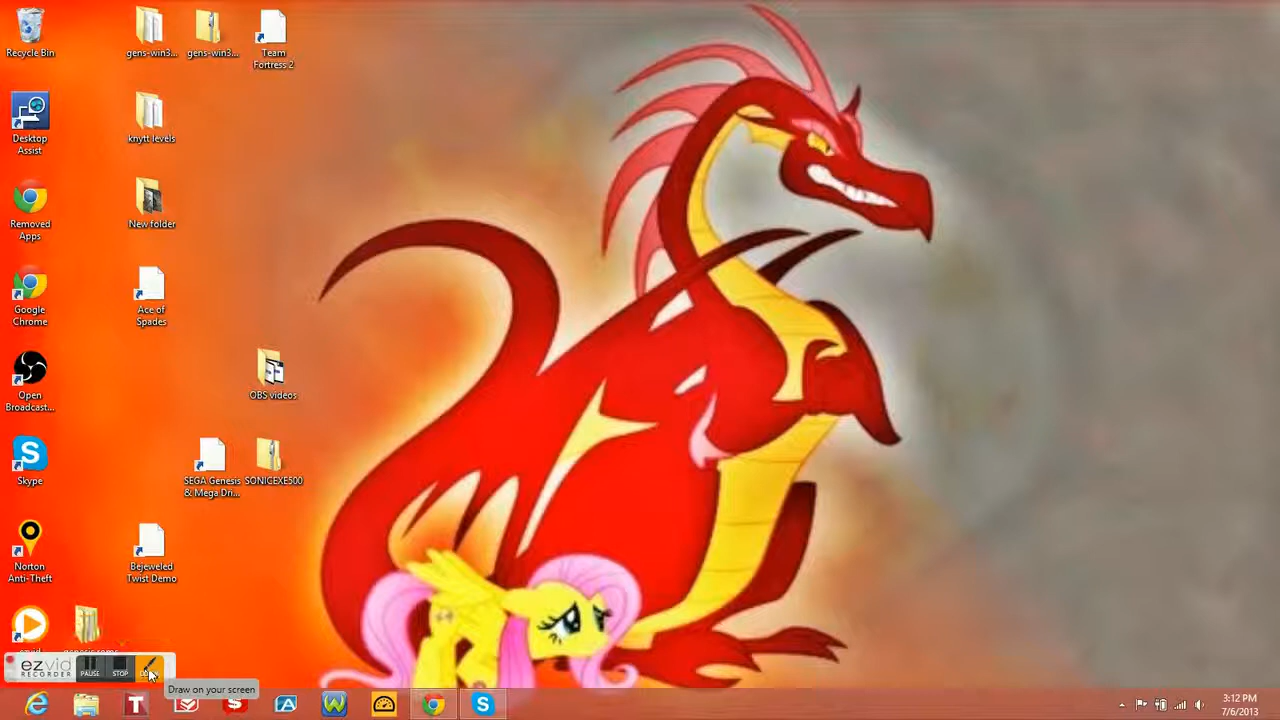 Recycle Bin
gens-win3...
gens-win3...
Team
Fortress 2
Desktop
Assist
knytt levels
Removed
Apps
New folder
Google
Chrome
Ace of
Spades
Open
Broadcast...
OBS videos
Skype
SEGA Genesis
& Mega Dri...
SONICEXE500
Norton
Anti-Theft
Bejeweled
Twist Demo
ezvid
RECORDER
PAUSE
STOP
Draw on your screen
3:12 PM
7/6/2013